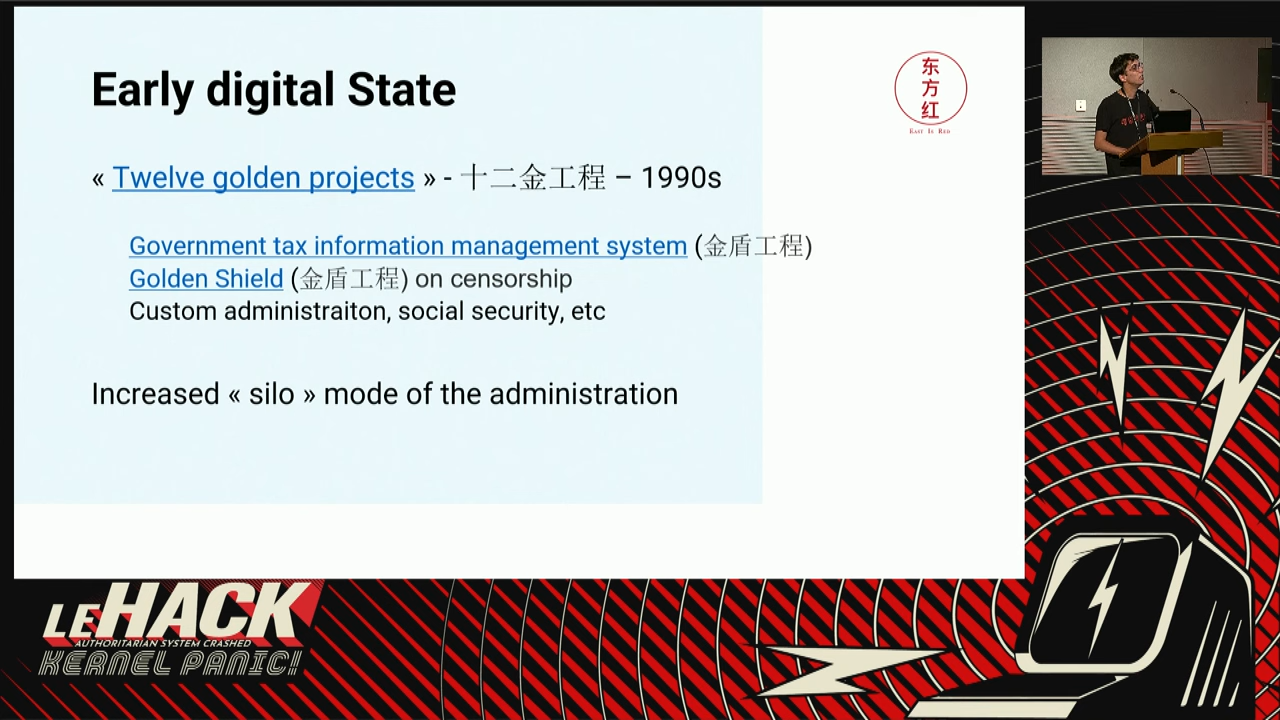 Early digital State
东
方
红
East Is Red
« Twelve golden projects » - 十二金工程 – 1990s
Government tax information management system (金盾工程)
Golden Shield (金盾工程) on censorship
Custom administraiton, social security, etc
Increased « silo » mode of the administration
LEHACK
AUTHORITARIAN SYSTEM CRASHED
KERNEL PANIC!